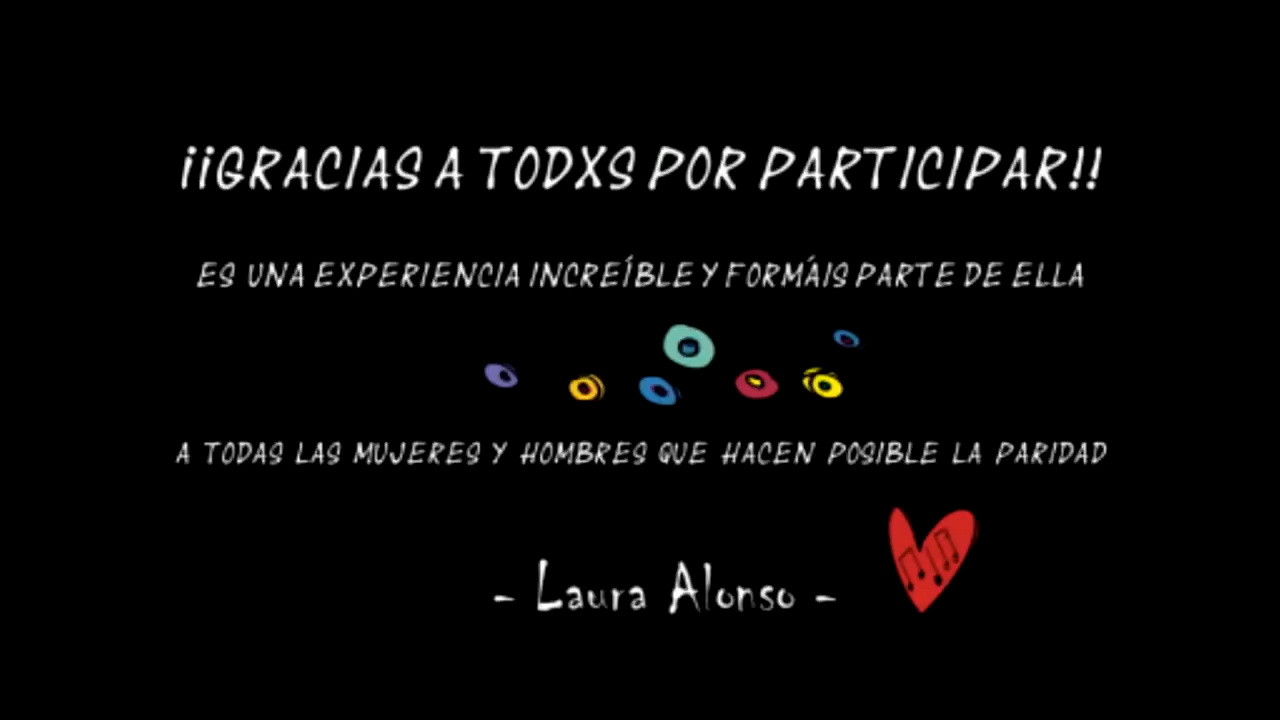 ¡¡GRACIAS A TODXS POR PARTICIPAR!!
ES UNA EXPERIENCIA INCREÍBLE Y FORMÁIS PARTE DE ELLA
A TODAS LAS MUJERES Y HOMBRES QUE HACEN POSIBLE LA PARIDAD
- Laura Alonso -